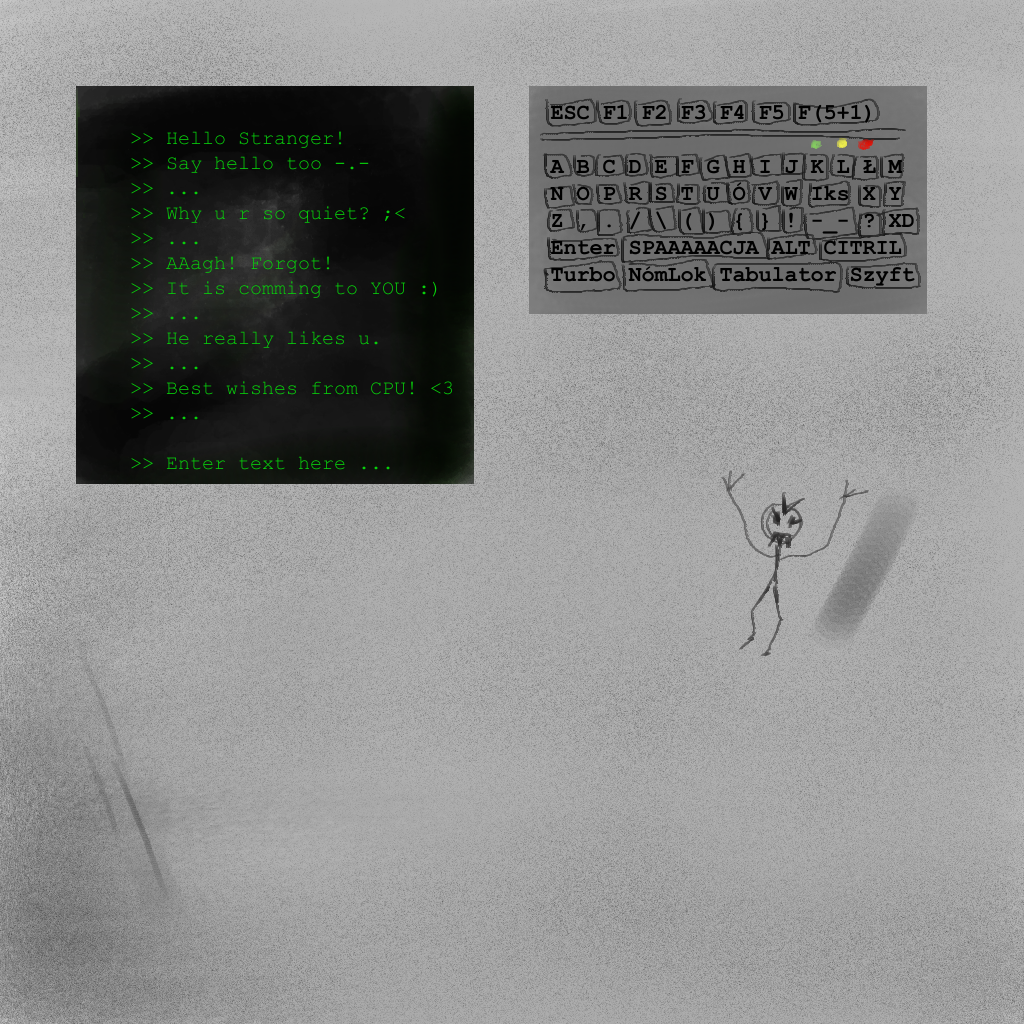 >> Hello Stranger!
>> Say hello too -.-
>> ...
>> Why u r so quiet? ;<
>> ...
>> AAagh! Forgot!
>> It is comming to YOU :)
>> ...
>> He really likes u.
>> ...
>> Best wishes from CPU! <3
>> ...
>> Enter text here ...
ESC F1 F2 F3 F4 F5 F(5+1)
A B C D E F G H I J K L Ł M
N O P R S T U Ó V W Iks X Y
Z , . / \ ( ) { } ! -_- ? XD
Enter SPAAAAACJA ALT CITRIL
Turbo NómLok Tabulator Szyft